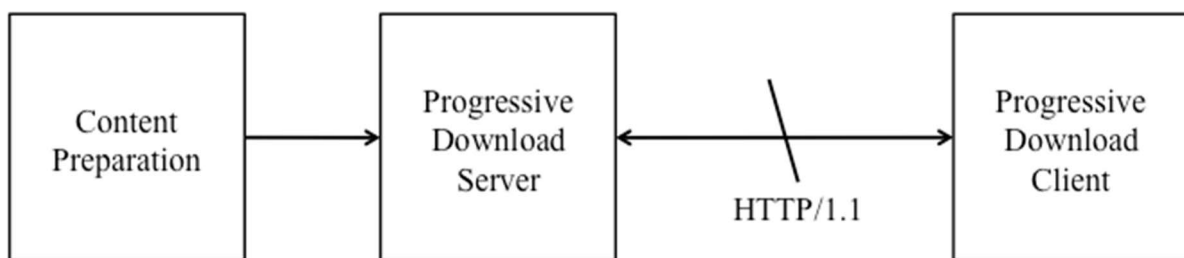 Content
Preparation
Progressive
Download
Server
HTTP/1.1
Progressive
Download
Client